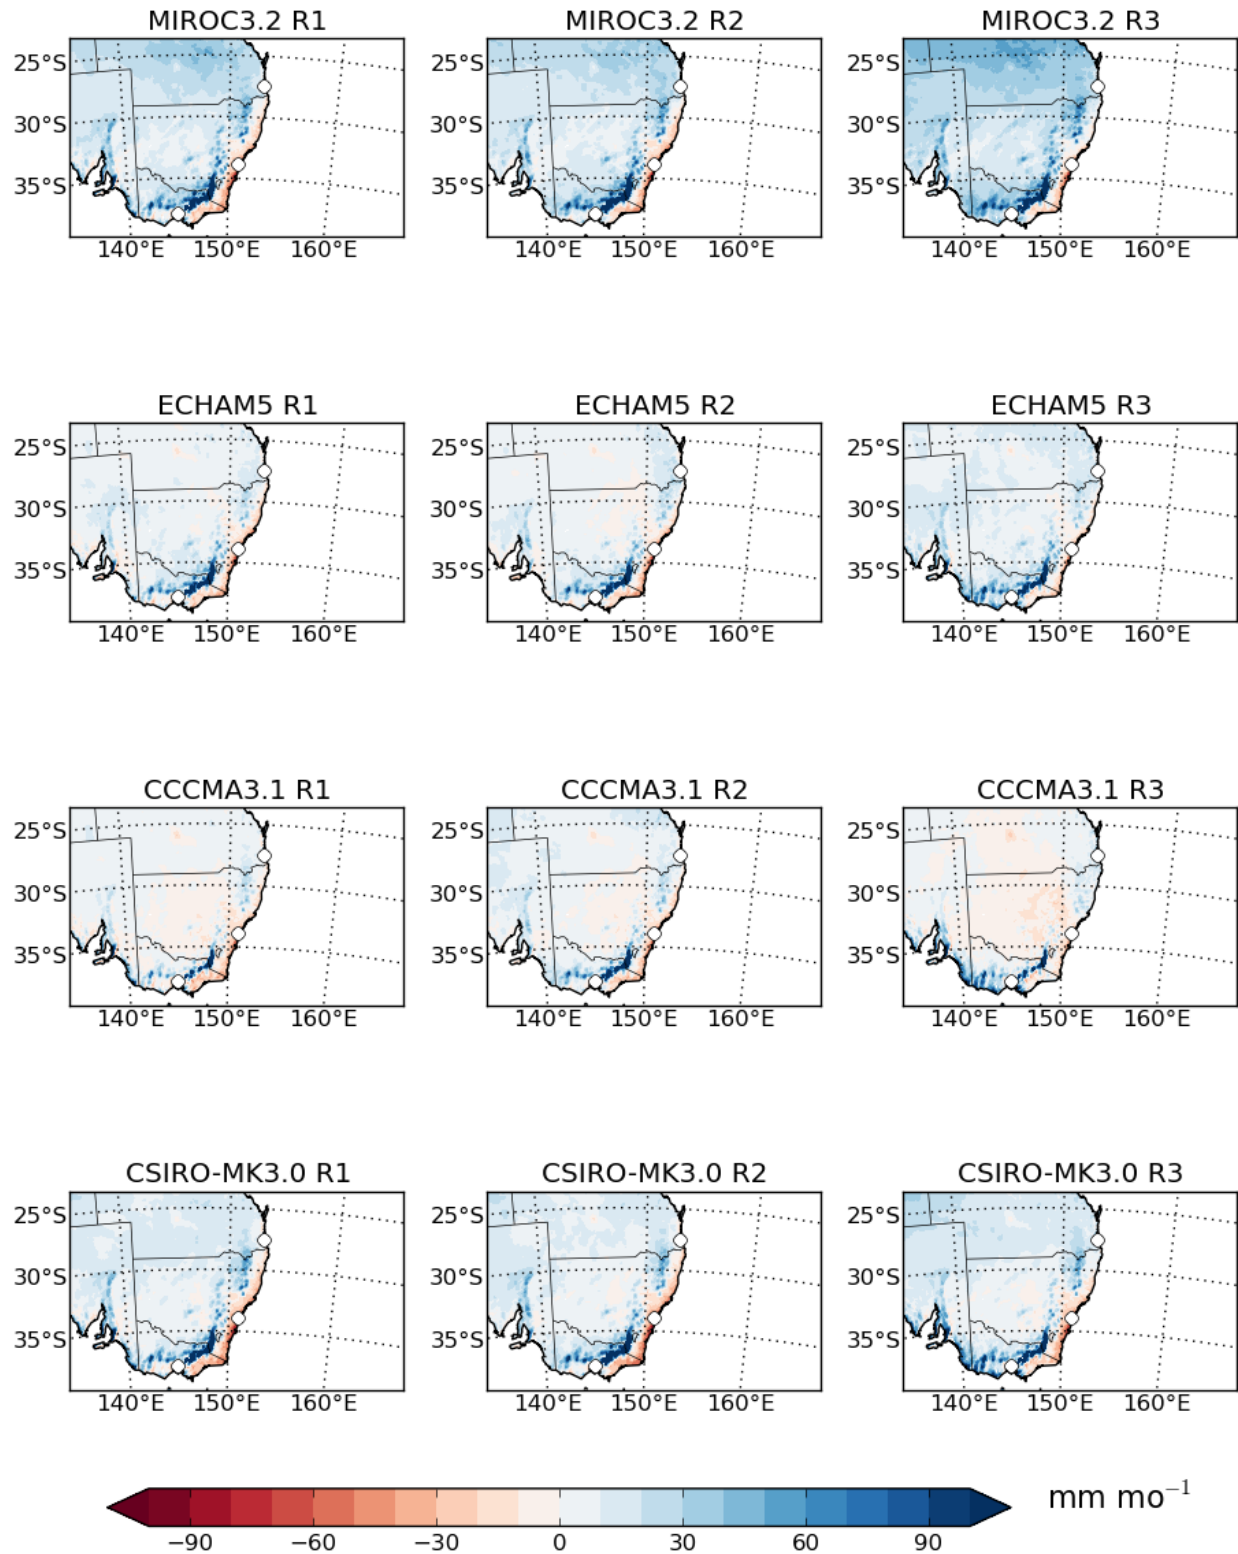 MIROC3.2 R1 MIROC3.2 R2 MIROC3.2 R3
25°S 25°S 25°S
30°S 30°S 30°S
35°S 35°S 35°S
140°E 150°E 160°E 140°E 150°E 160°E 140°E 150°E 160°E
ECHAM5 R1 ECHAM5 R2 ECHAM5 R3
25°S 25°S 25°S
30°S 30°S 30°S
35°S 35°S 35°S
140°E 150°E 160°E 140°E 150°E 160°E 140°E 150°E 160°E
CCCMA3.1 R1 CCCMA3.1 R2 CCCMA3.1 R3
25°S 25°S 25°S
30°S 30°S 30°S
35°S 35°S 35°S
140°E 150°E 160°E 140°E 150°E 160°E 140°E 150°E 160°E
CSIRO-MK3.0 R1 CSIRO-MK3.0 R2 CSIRO-MK3.0 R3
25°S 25°S 25°S
30°S 30°S 30°S
35°S 35°S 35°S
140°E 150°E 160°E 140°E 150°E 160°E 140°E 150°E 160°E
mm mo⁻¹
−90 −60 −30 0 30 60 90